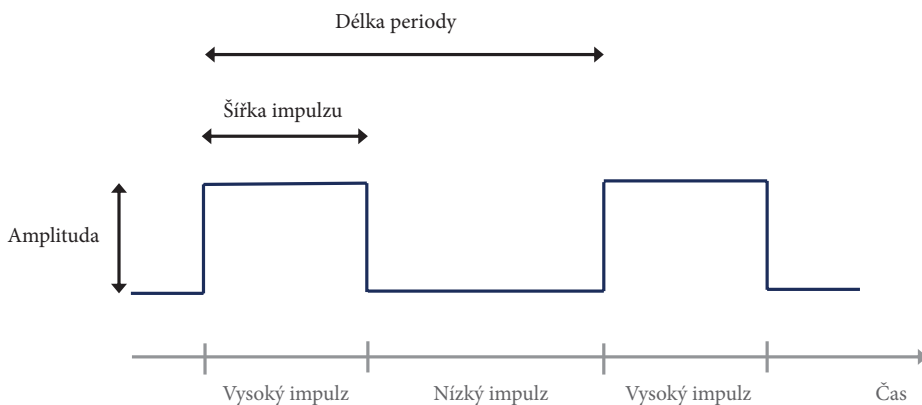 Délka periody
Šířka impulzu
Amplituda
Vysoký impulz
Nízký impulz
Vysoký impulz
Čas